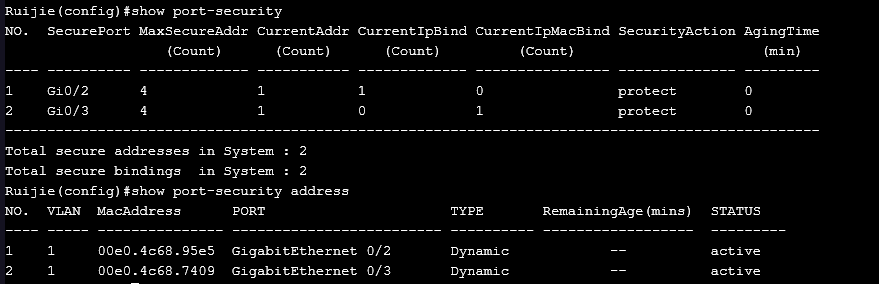 Ruijie(config)#show port-security
NO. SecurePort MaxSecureAddr CurrentAddr CurrentIpBind CurrentIpMacBind SecurityAction AgingTime
(Count) (Count) (Count) (Count) (min)
---- ---------- ------------- ----------- ------------- ---------------- -------------- ---------
1 Gi0/2 4 1 1 0 protect 0
2 Gi0/3 4 1 0 1 protect 0
-------------------------------------------------------------------------------------------------
Total secure addresses in System : 2
Total secure bindings  in System : 2
Ruijie(config)#show port-security address
NO. VLAN MacAddress PORT TYPE RemainingAge(mins) STATUS
---- ----- --------------- ------------------------- ---------- ------------------ ---------
1 1 00e0.4c68.95e5 GigabitEthernet 0/2 Dynamic -- active
2 1 00e0.4c68.7409 GigabitEthernet 0/3 Dynamic -- active